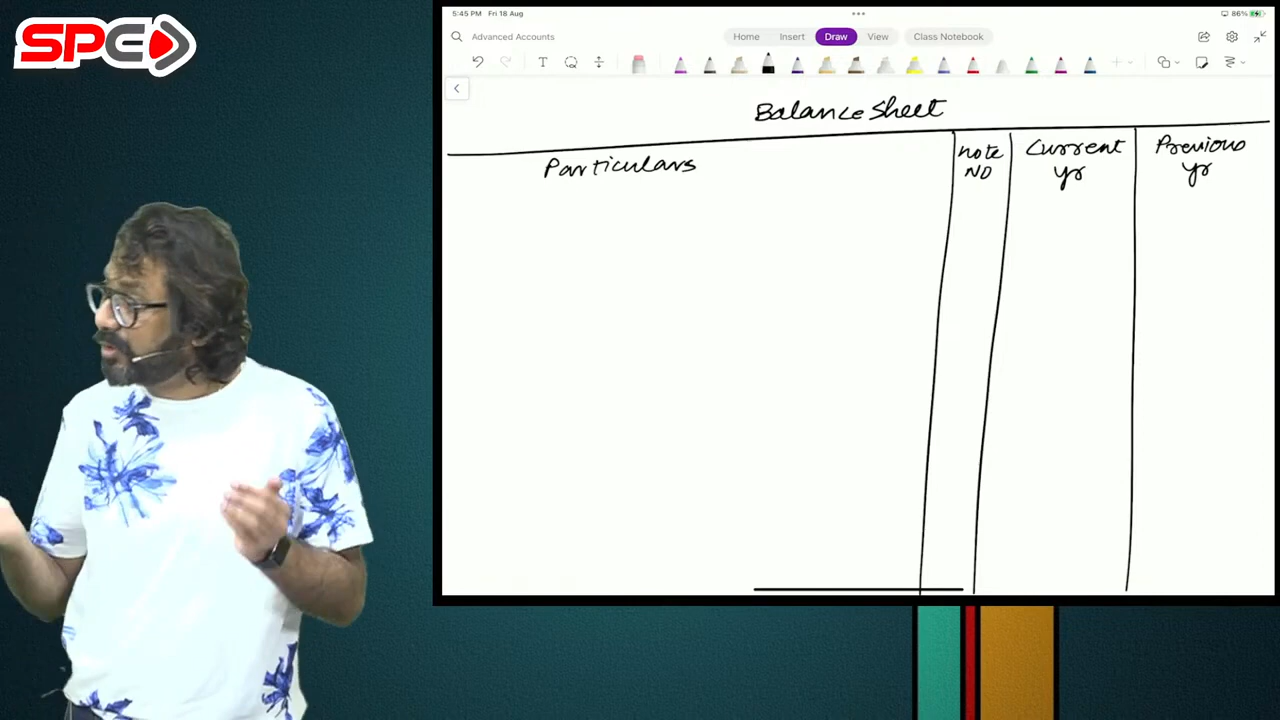 SPED
5:45 PM Fri 18 Aug
86%
Advanced Accounts
Home Insert Draw View Class Notebook
Balance Sheet
Particulars
note No
Current yr
Previous yr